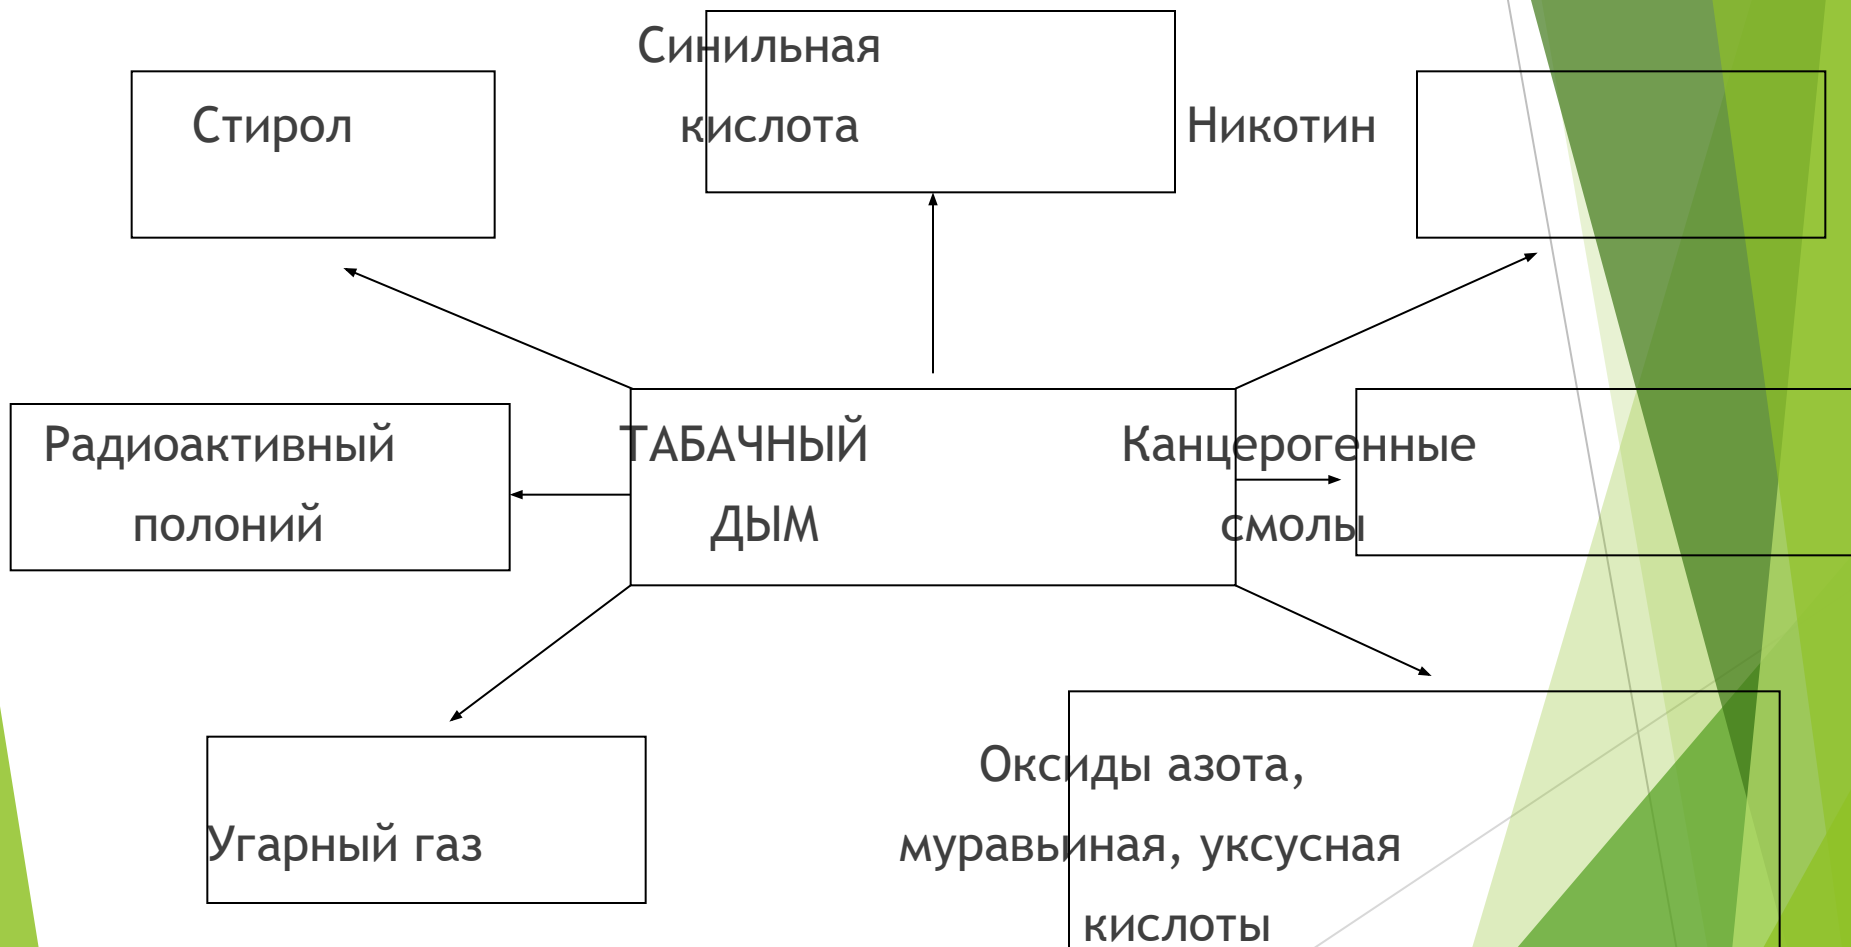 Синильная
Стирол кислота Никотин
Радиоактивный ТАБАЧНЫЙ Канцерогенные
полоний ДЫМ смолы
Оксиды азота,
Угарный газ муравьиная, уксусная
кислоты